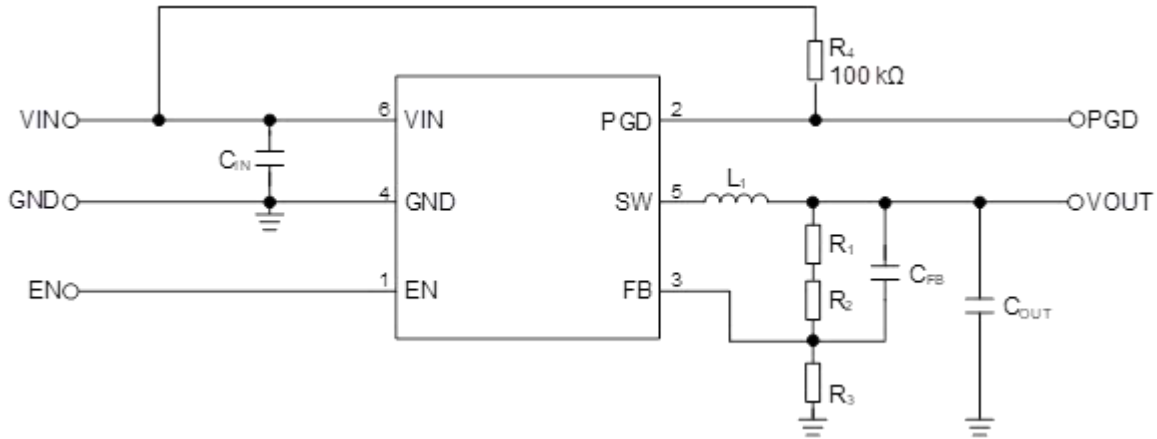 R4
100 kΩ
VIN
6
VIN
PGD
2
PGD
CIN
L1
GND
4
GND
SW
5
VOUT
R1
CFB
EN
1
EN
FB
3
R2
COUT
R3